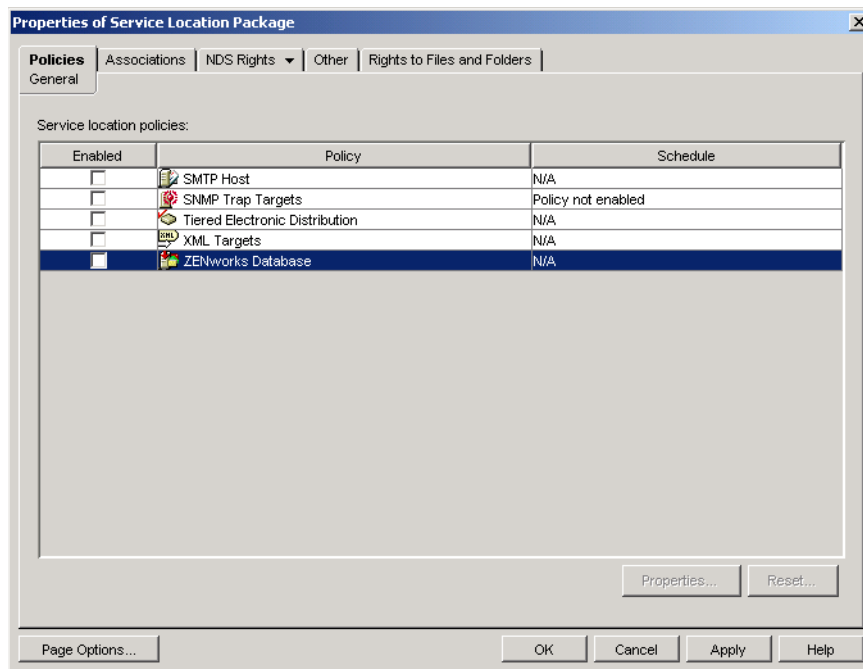 Properties of Service Location Package
Policies Associations NDS Rights Other Rights to Files and Folders
General
Service location policies:
Enabled Policy Schedule
SMTP Host N/A
SNMP Trap Targets Policy not enabled
Tiered Electronic Distribution N/A
XML XML Targets N/A
ZENworks Database N/A
Properties... Reset...
Page Options... OK Cancel Apply Help